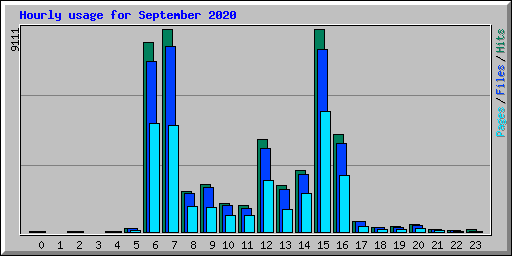 Hourly usage for September 2020
9111
Pages/Files/Hits
0 1 2 3 4 5 6 7 8 9 10 11 12 13 14 15 16 17 18 19 20 21 22 23